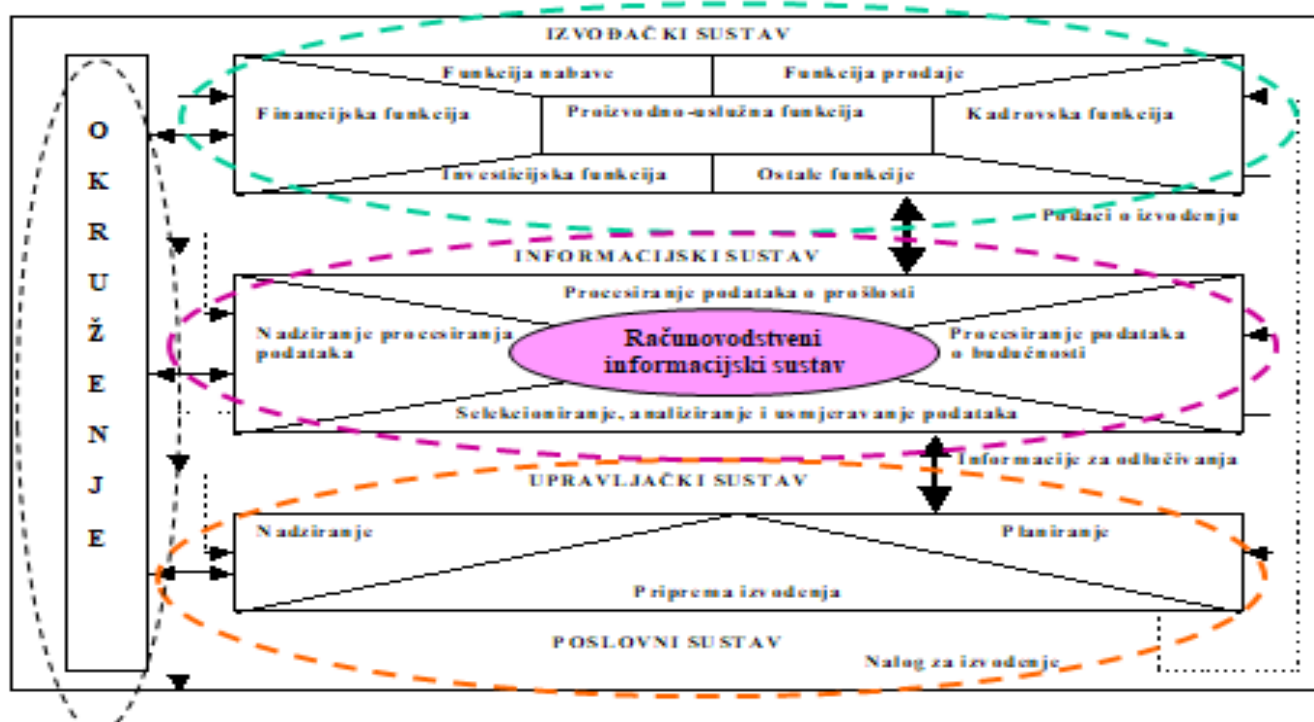 IZVOĐAČKI SUSTAV
Funkcija nabave
Funkcija prodaje
Financijska funkcija
Proizvodno-uslužna funkcija
Kadrovska funkcija
Investicijska funkcija
Ostale funkcije
Podaci o izvođenju
O
K
R
U
Ž
E
N
J
E
INFORMACIJSKI SUSTAV
Procesiranje podataka o prošlosti
Nadziranje procesiranja
podataka
Računovodstveni
informacijski sustav
Procesiranje podataka
o budućnosti
Selekcioniranje, analiziranje i usmjeravanje podataka
Informacije za odlučivanja
UPRAVLJAČKI SUSTAV
Nadziranje
Planiranje
Priprema izvođenja
POSLOVNI SUSTAV
Nalog za izvođenje